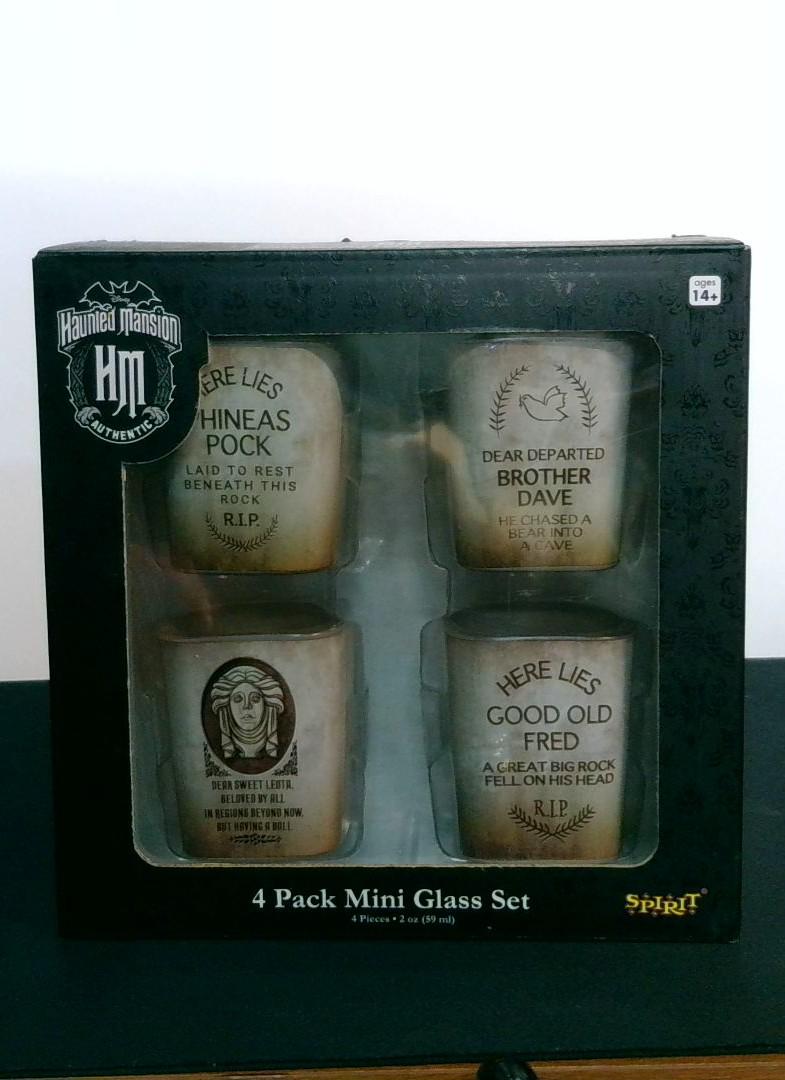 Disney
Haunted Mansion
HM
AUTHENTIC
ages
14+
ERE LIES
HINEAS
POCK
LAID TO REST
BENEATH THIS
ROCK
R.I.P.
DEAR DEPARTED
BROTHER
DAVE
HE CHASED A
BEAR INTO
A CAVE
DEAR SWEET LEOTA,
BELOVED BY ALL
IN REGIONS BEYOND NOW,
BUT HAVING A BALL.
HERE LIES
GOOD OLD
FRED
A GREAT BIG ROCK
FELL ON HIS HEAD
R.I.P.
4 Pack Mini Glass Set
4 Pieces • 2 oz (59 ml)
SPIRIT®